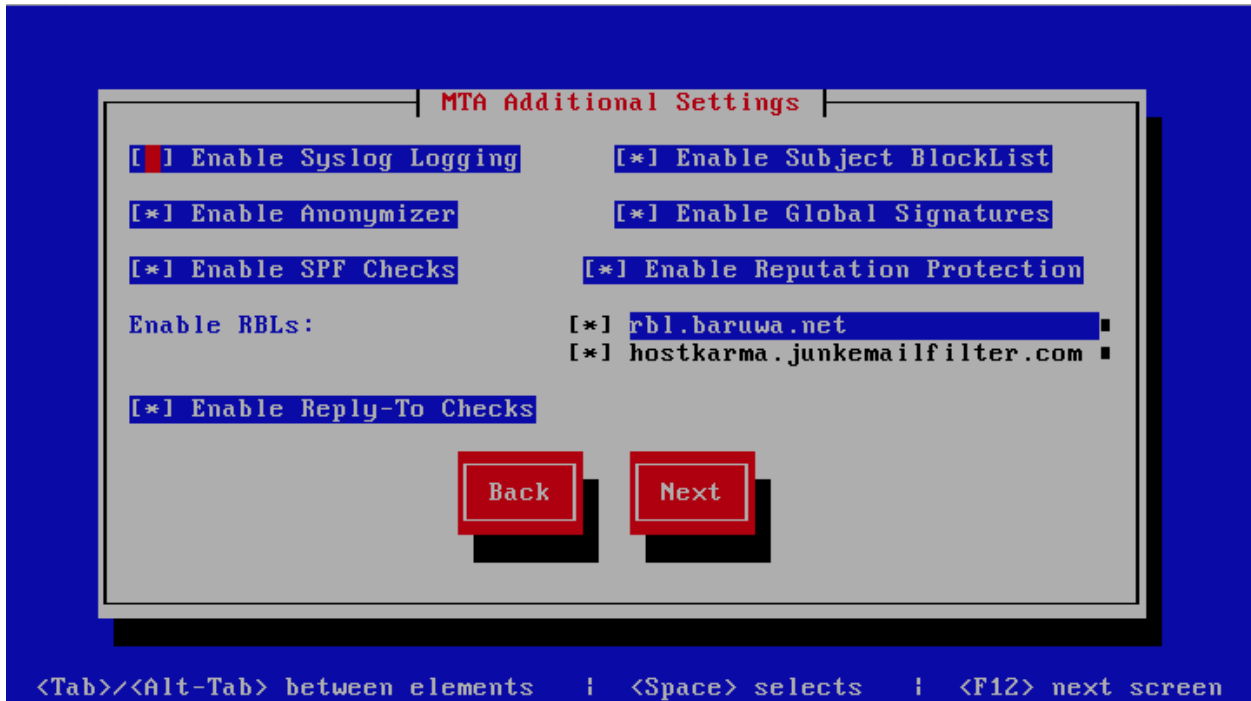 MTA Additional Settings
[ ] Enable Syslog Logging [*] Enable Subject BlockList
[*] Enable Anonymizer [*] Enable Global Signatures
[*] Enable SPF Checks [*] Enable Reputation Protection
Enable RBLs: [*] rbl.baruwa.net
[*] hostkarma.junkemailfilter.com
[*] Enable Reply-To Checks
Back Next
<Tab>/<Alt-Tab> between elements | <Space> selects | <F12> next screen